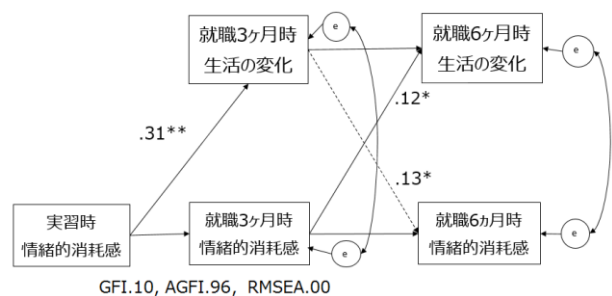 就職3ヶ月時
生活の変化
e
就職6ヶ月時
生活の変化
e
.31**
.12*
.13*
実習時
情緒的消耗感
就職3ヶ月時
情緒的消耗感
e
就職6カ月時
情緒的消耗感
e
GFI.10, AGFI.96, RMSEA.00